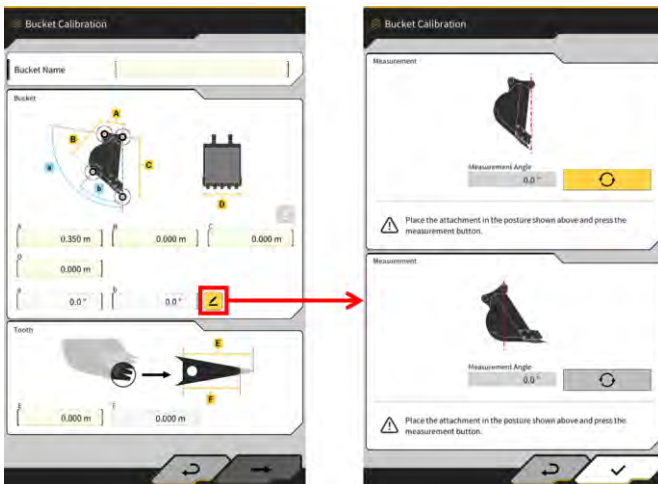 Bucket Calibration
Bucket Name
Bucket
A
B
C
a
b
D
A
0.350 m
B
0.000 m
C
0.000 m
D
0.000 m
a
0.0 °
b
0.0 °
Tooth
E
F
E
0.000 m
F
0.000 m
Bucket Calibration
Measurement
Measurement Angle
0.0 °
Place the attachment in the posture shown above and press the
measurement button.
Measurement
Measurement Angle
0.0 °
Place the attachment in the posture shown above and press the
measurement button.